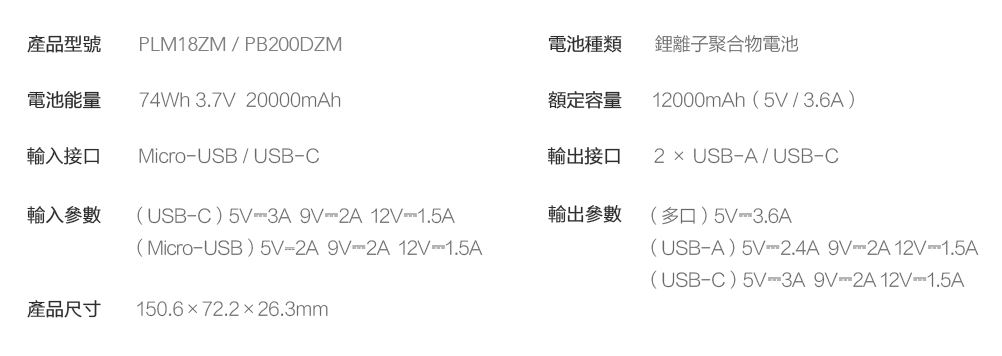 產品型號 PLM18ZM / PB200DZM
電池種類 鋰離子聚合物電池
電池能量 74Wh 3.7V 20000mAh
額定容量 12000mAh ( 5V / 3.6A )
輸入接口 Micro-USB / USB-C
輸出接口 2 × USB-A / USB-C
輸入參數 ( USB-C ) 5V⎓3A 9V⎓2A 12V⎓1.5A
( Micro-USB ) 5V⎓2A 9V⎓2A 12V⎓1.5A
輸出參數 ( 多口 ) 5V⎓3.6A
( USB-A ) 5V⎓2.4A 9V⎓2A 12V⎓1.5A
( USB-C ) 5V⎓3A 9V⎓2A 12V⎓1.5A
產品尺寸 150.6 × 72.2 × 26.3mm